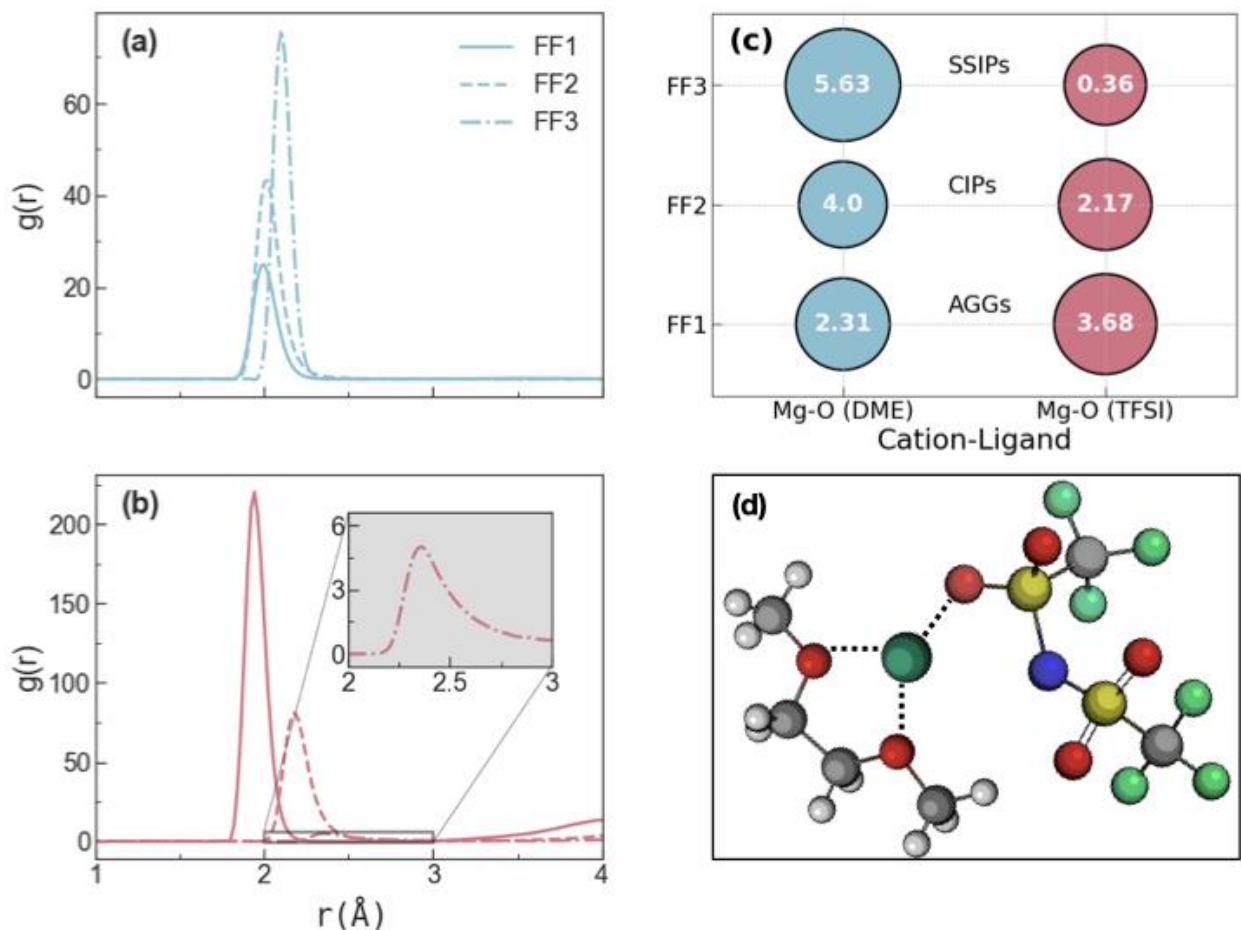 (a)
FF1
FF2
FF3
60
40
20
0
g(r)
(b)
200
150
100
50
0
g(r)
6
3
0
2
2.5
3
1
2
3
4
r(Å)
(c)
FF3
5.63
SSIPs
0.36
FF2
4.0
CIPs
2.17
FF1
2.31
AGGs
3.68
Mg-O (DME)
Mg-O (TFSI)
Cation-Ligand
(d)